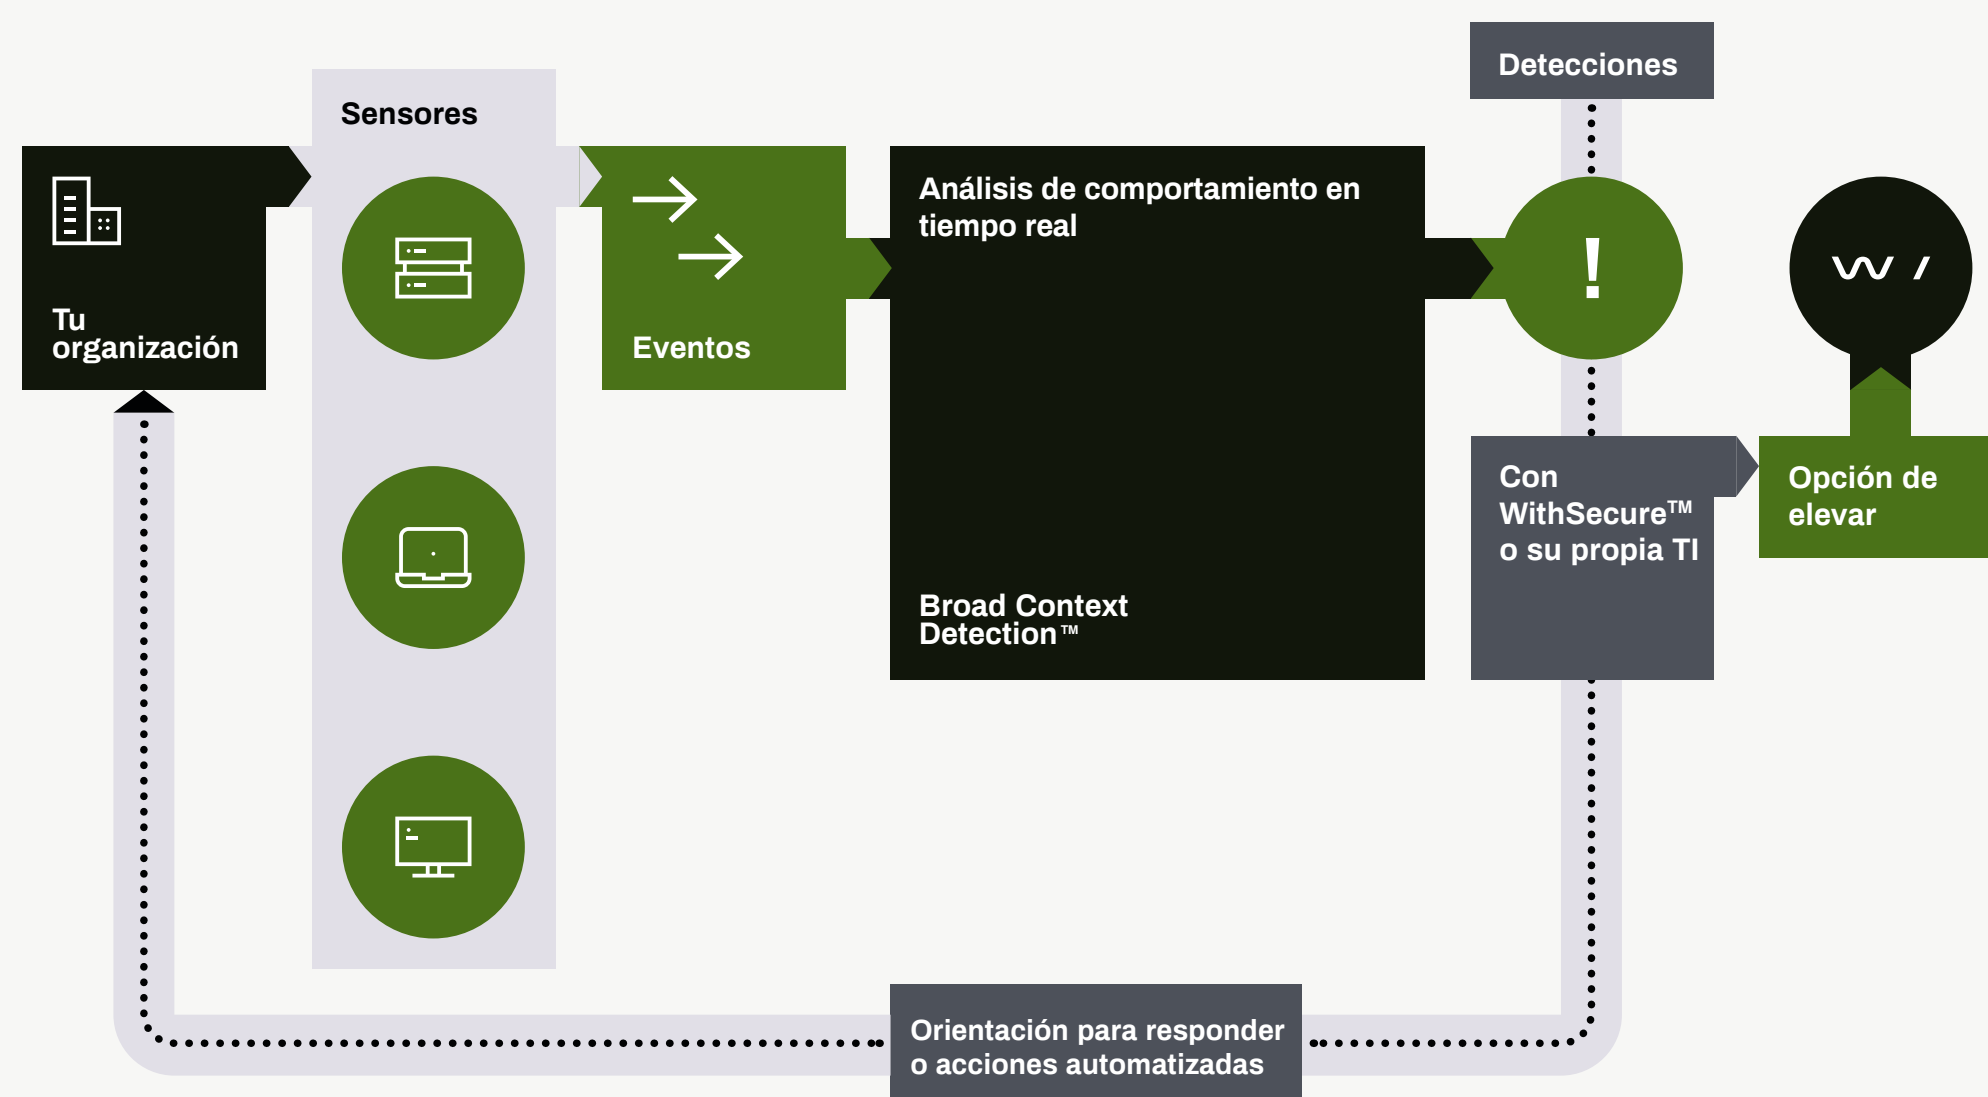 Detecciones
Sensores
Tu
organización
Eventos
Análisis de comportamiento en
tiempo real
Broad Context
Detection™
!
Con
WithSecure™
o su propia TI
Opción de
elevar
Orientación para responder
o acciones automatizadas